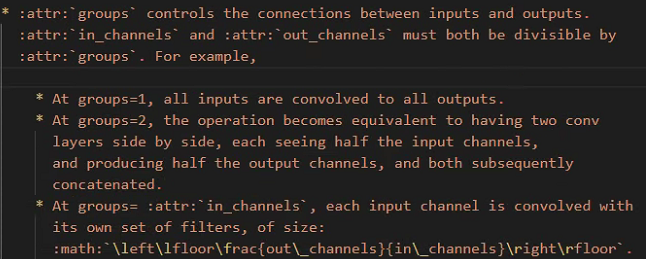 * :attr:`groups` controls the connections between inputs and outputs.
:attr:`in_channels` and :attr:`out_channels` must both be divisible by
:attr:`groups`. For example,
* At groups=1, all inputs are convolved to all outputs.
* At groups=2, the operation becomes equivalent to having two conv
layers side by side, each seeing half the input channels,
and producing half the output channels, and both subsequently
concatenated.
* At groups= :attr:`in_channels`, each input channel is convolved with
its own set of filters, of size:
:math:`\left\lfloor\frac{out\_channels}{in\_channels}\right\rfloor`.